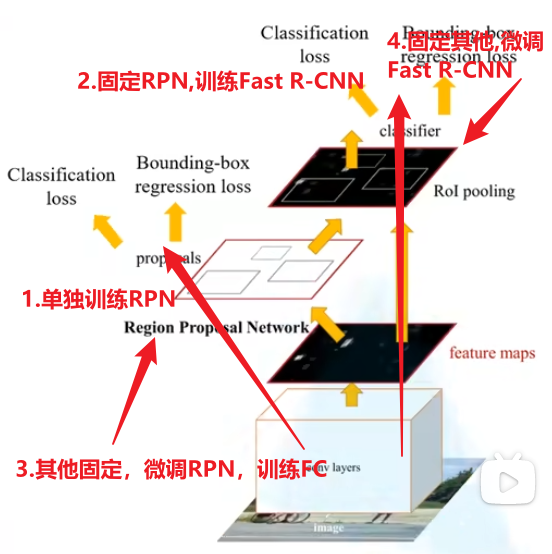 Classification
loss
Bounding-box
regression loss
4.固定其他,微调
Fast R-CNN
2.固定RPN,训练Fast R-CNN
classifier
Classification
loss
Bounding-box
regression loss
RoI pooling
proposals
1.单独训练RPN
Region Proposal Network
feature maps
3.其他固定，微调RPN，训练FC
conv layers
image